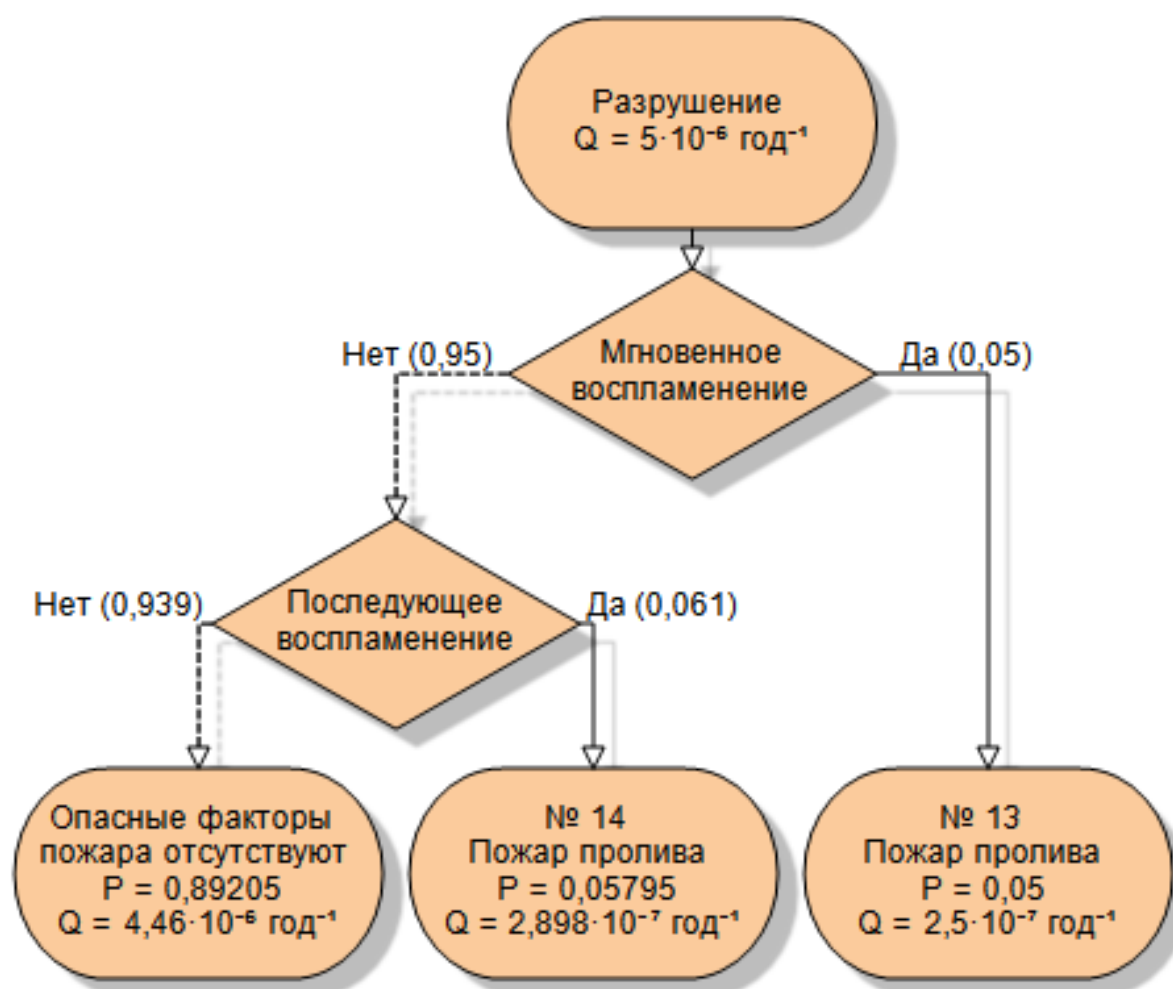 Разрушение
Q = 5·10⁻⁶ год⁻¹
Нет (0,95)
Мгновенное
воспламенение
Да (0,05)
Нет (0,939)
Последующее
воспламенение
Да (0,061)
Опасные факторы
пожара отсутствуют
P = 0,89205
Q = 4,46·10⁻⁶ год⁻¹
№ 14
Пожар пролива
P = 0,05795
Q = 2,898·10⁻⁷ год⁻¹
№ 13
Пожар пролива
P = 0,05
Q = 2,5·10⁻⁷ год⁻¹